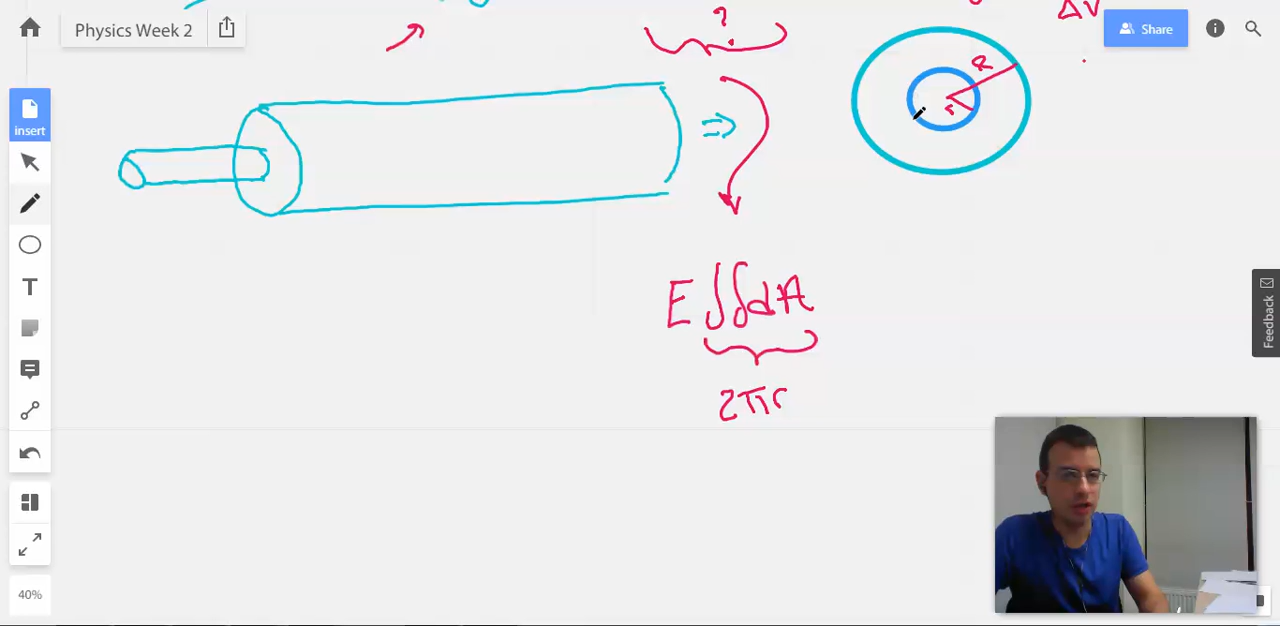 Physics Week 2
Share
?
ΔV
insert
R
r
⇒
E∬dA
2πr
T
Feedback
40%